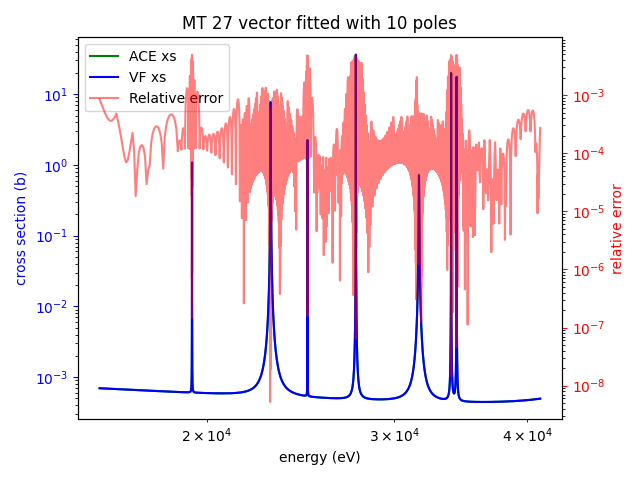 MT 27 vector fitted with 10 poles
ACE xs
VF xs
Relative error
10¹
10⁰
10⁻¹
10⁻²
10⁻³
cross section (b)
10⁻³
10⁻⁴
10⁻⁵
10⁻⁶
10⁻⁷
10⁻⁸
relative error
2 × 10⁴
3 × 10⁴
4 × 10⁴
energy (eV)